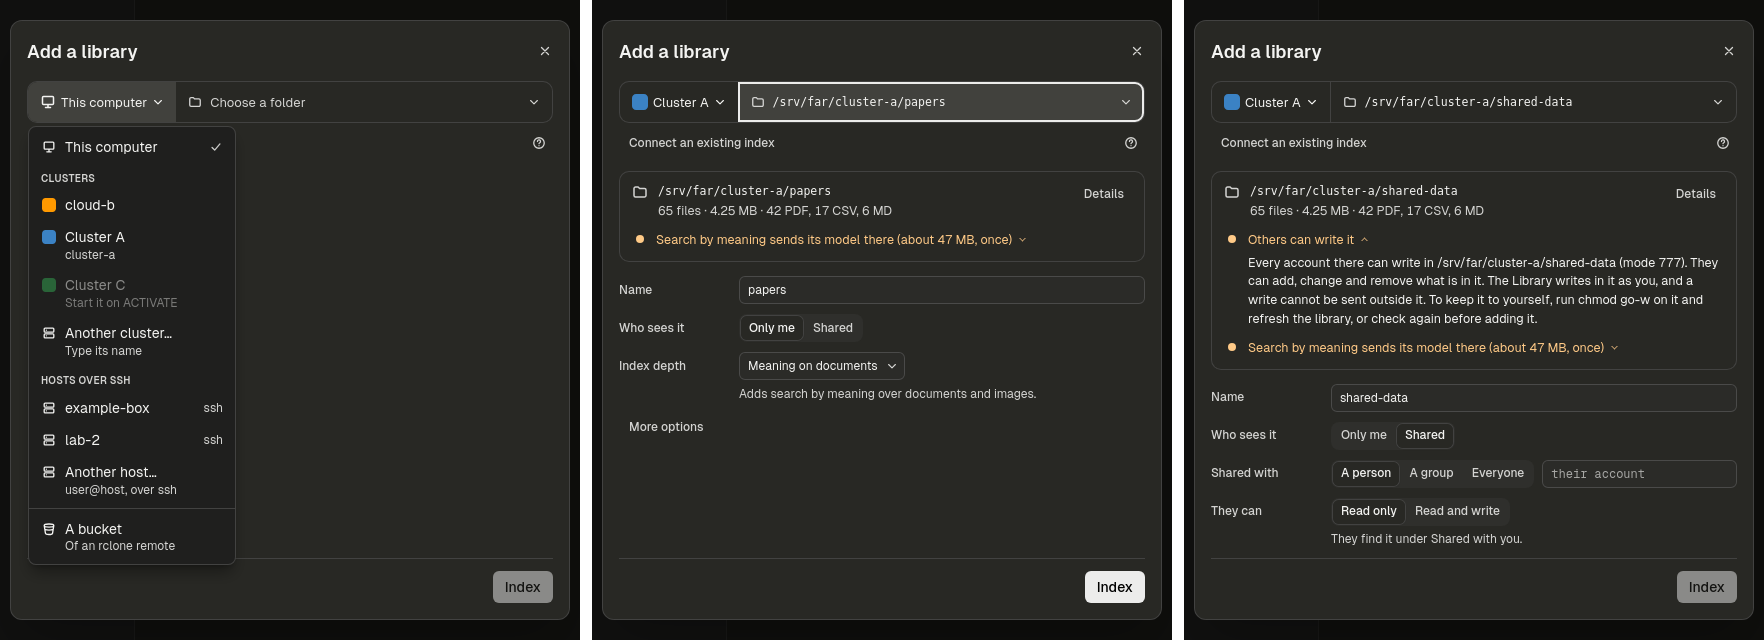 Add a library
This computer
Choose a folder
This computer
CLUSTERS
cloud-b
Cluster A
cluster-a
Cluster C
Start it on ACTIVATE
Another cluster...
Type its name
HOSTS OVER SSH
example-box ssh
lab-2 ssh
Another host...
user@host, over ssh
A bucket
Of an rclone remote
Index
Add a library
Cluster A
/srv/far/cluster-a/papers
Connect an existing index
/srv/far/cluster-a/papers
Details
65 files · 4.25 MB · 42 PDF, 17 CSV, 6 MD
Search by meaning sends its model there (about 47 MB, once)
Name papers
Who sees it Only me Shared
Index depth Meaning on documents
Adds search by meaning over documents and images.
More options
Index
Add a library
Cluster A
/srv/far/cluster-a/shared-data
Connect an existing index
/srv/far/cluster-a/shared-data
Details
65 files · 4.25 MB · 42 PDF, 17 CSV, 6 MD
Others can write it
Every account there can write in /srv/far/cluster-a/shared-data (mode 777). They
can add, change and remove what is in it. The Library writes in it as you, and a
write cannot be sent outside it. To keep it to yourself, run chmod go-w on it and
refresh the library, or check again before adding it.
Search by meaning sends its model there (about 47 MB, once)
Name shared-data
Who sees it Only me Shared
Shared with A person A group Everyone their account
They can Read only Read and write
They find it under Shared with you.
Index